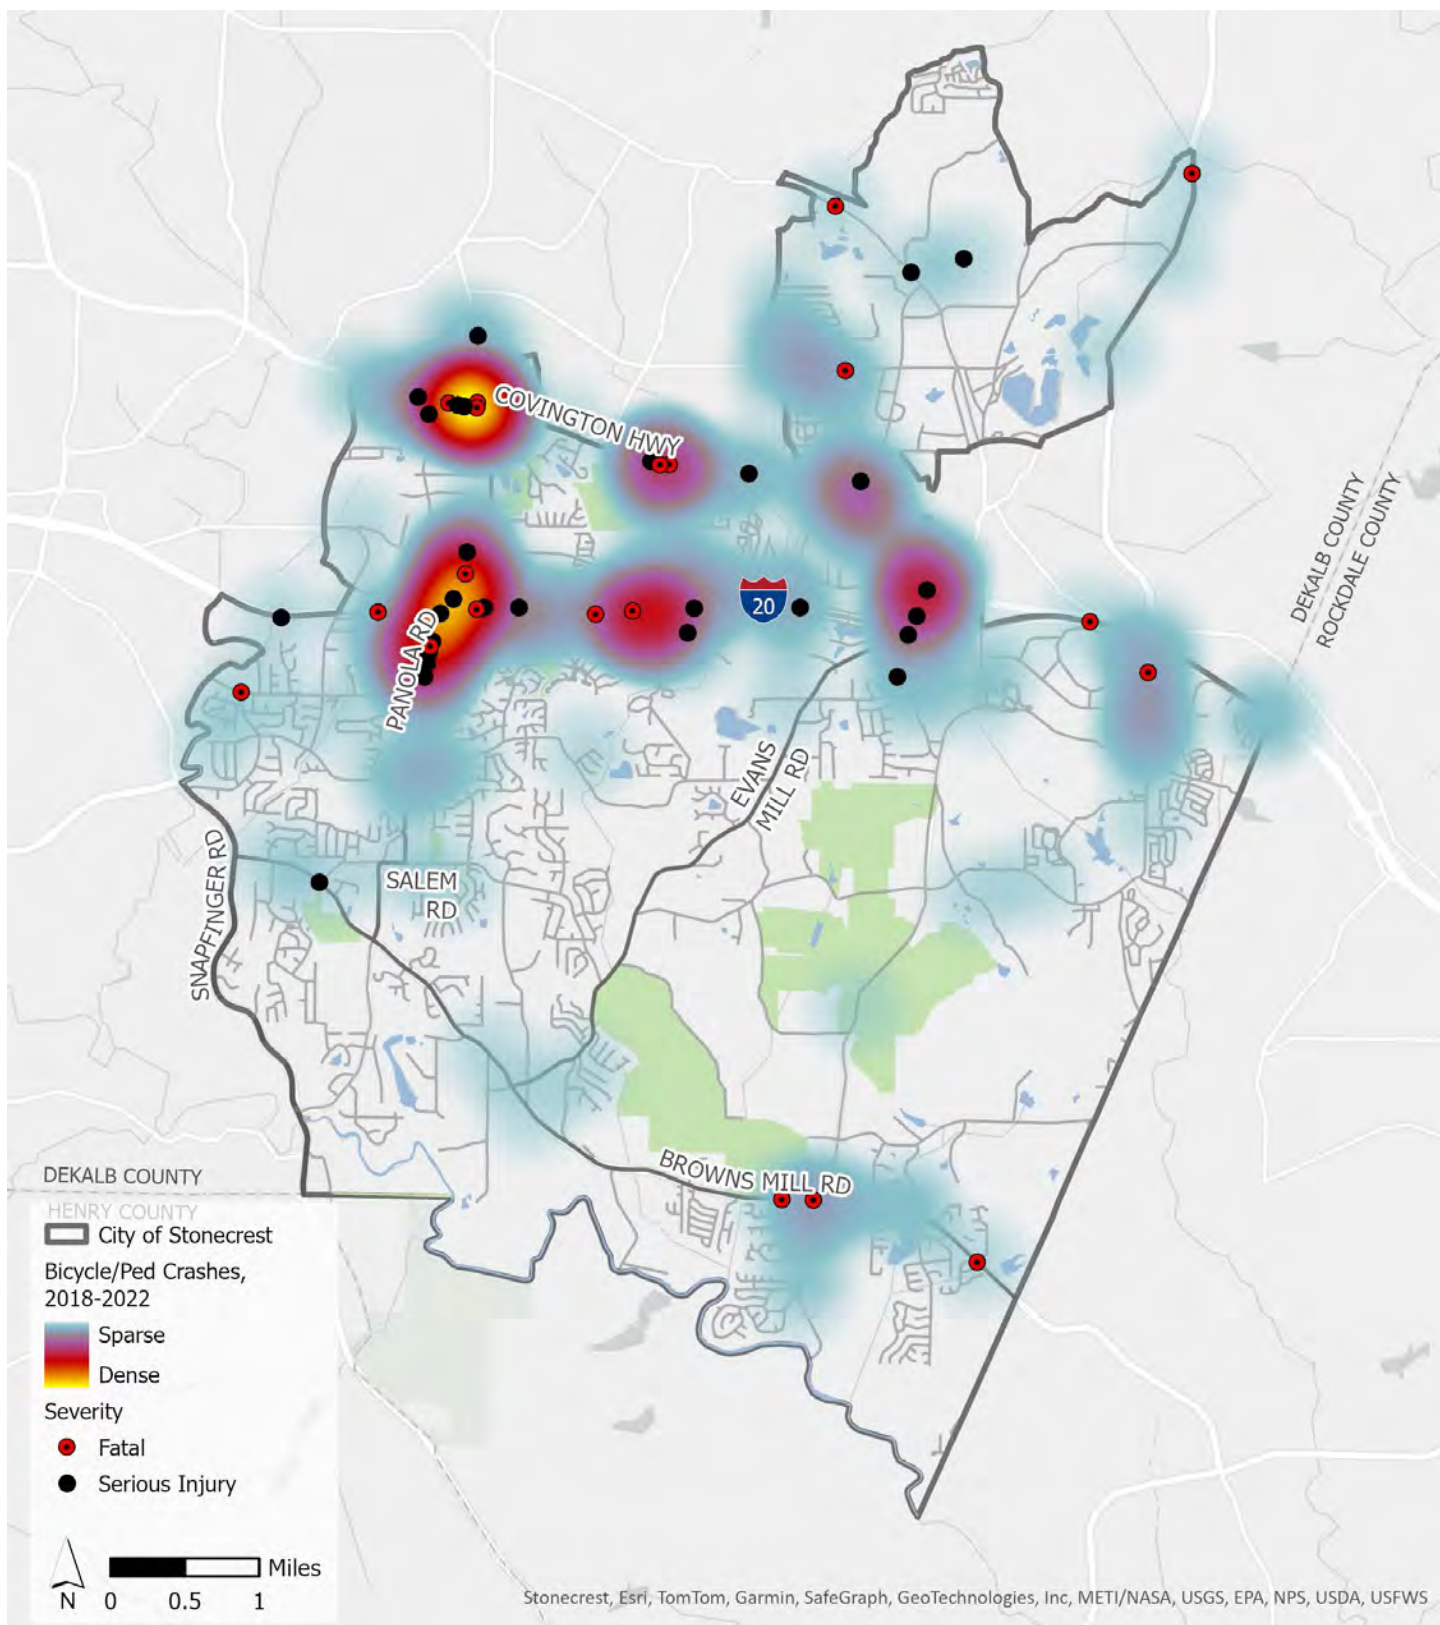 COVINGTON HWY
DEKALB COUNTY
ROCKDALE COUNTY
20
PANOLA RD
EVANS
MILL RD
SNAPFINGER RD
SALEM
RD
BROWNS MILL RD
DEKALB COUNTY
HENRY COUNTY
City of Stonecrest
Bicycle/Ped Crashes,
2018-2022
Sparse
Dense
Severity
Fatal
Serious Injury
Miles
N 0 0.5 1
Stonecrest, Esri, TomTom, Garmin, SafeGraph, GeoTechnologies, Inc, METI/NASA, USGS, EPA, NPS, USDA, USFWS